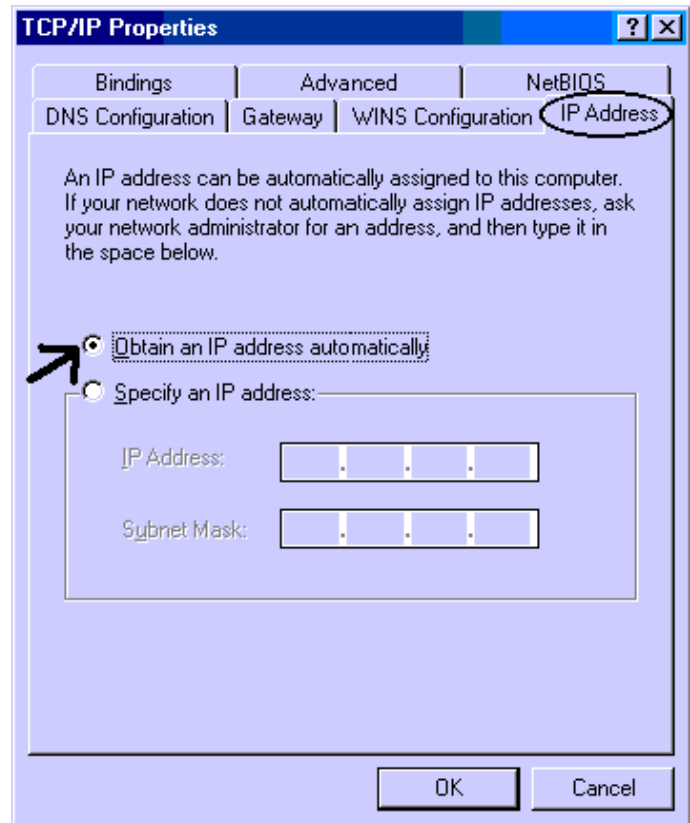 TCP/IP Properties
Bindings Advanced NetBIOS
DNS Configuration Gateway WINS Configuration IP Address
An IP address can be automatically assigned to this computer.
If your network does not automatically assign IP addresses, ask
your network administrator for an address, and then type it in
the space below.
Obtain an IP address automatically
Specify an IP address:
IP Address:
Subnet Mask:
OK Cancel